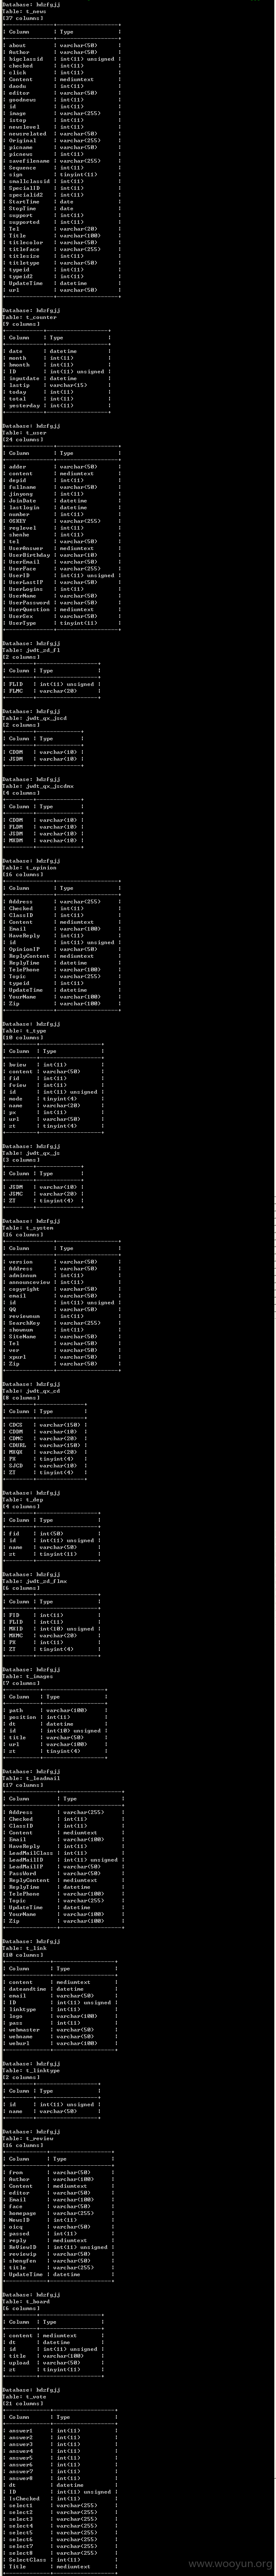 Database: hdzfgjj
Table: t_news
[37 columns]
| Column | Type |
| about | varchar(50) |
| Auther | varchar(50) |
| bigclassid | int(11) unsigned |
| checked | int(11) |
| click | int(11) |
| Content | mediumtext |
| daodu | int(11) |
| editor | varchar(50) |
| goodnews | int(11) |
| id | int(11) |
| image | varchar(255) |
| istop | int(11) |
| newslevel | int(11) |
| newsrelated | varchar(50) |
| Original | varchar(255) |
| picname | varchar(50) |
| picnews | int(11) |
| savefilename | varchar(255) |
| Sequence | int(11) |
| sign | tinyint(11) |
| smallclassid | int(11) |
| SpecialID | int(11) |
| specialid2 | int(11) |
| StartTime | date |
| StopTime | date |
| support | int(11) |
| supported | int(11) |
| Tel | varchar(20) |
| Title | varchar(100) |
| titlecolor | varchar(50) |
| titleface | varchar(255) |
| titlesize | int(11) |
| titletype | varchar(50) |
| typeid | int(11) |
| typeid2 | int(11) |
| UpdateTime | datetime |
| url | varchar(50) |
Database: hdzfgjj
Table: t_counter
[9 columns]
| Column | Type |
| date | datetime |
| month | int(11) |
| bmonth | int(11) |
| ID | int(11) unsigned |
| inputdate | datetime |
| lastip | varchar(15) |
| today | int(11) |
| total | int(11) |
| yesterday | int(11) |
Database: hdzfgjj
Table: t_user
[24 columns]
| Column | Type |
| adder | varchar(50) |
| content | mediumtext |
| depid | int(11) |
| fullname | varchar(50) |
| jinyong | int(11) |
| JoinDate | datetime |
| lastlogin | datetime |
| number | int(11) |
| OSKEY | varchar(255) |
| reglevel | int(11) |
| shenhe | int(11) |
| tel | varchar(50) |
| UserAnswer | mediumtext |
| UserBirthday | varchar(10) |
| UserEmail | varchar(50) |
| UserFace | varchar(255) |
| UserID | int(11) unsigned |
| UserLastIP | varchar(50) |
| UserLogins | int(11) |
| UserName | varchar(50) |
| UserPassword | varchar(50) |
| UserQuestion | mediumtext |
| UserSex | varchar(50) |
| UserType | tinyint(11) |
Database: hdzfgjj
Table: jwdt_zd_fl
[2 columns]
| Column | Type |
| FLID | int(11) unsigned |
| FLMC | varchar(20) |
Database: hdzfgjj
Table: jwdt_qx_jscd
[2 columns]
| Column | Type |
| CDDM | varchar(10) |
| JSDM | varchar(10) |
Database: hdzfgjj
Table: jwdt_qx_jscdmx
[4 columns]
| Column | Type |
| CDDM | varchar(10) |
| FLDM | varchar(10) |
| JSDM | varchar(10) |
| MXDM | varchar(10) |
Database: hdzfgjj
Table: t_opinion
[16 columns]
| Column | Type |
| Address | varchar(255) |
| Checked | int(11) |
| ClassID | int(11) |
| Content | mediumtext |
| Email | varchar(100) |
| HaveReply | int(11) |
| id | int(11) unsigned |
| OpinionIP | varchar(50) |
| ReplyContent | mediumtext |
| ReplyTime | datetime |
| TelePhone | varchar(100) |
| Topic | varchar(255) |
| typeid | int(11) |
| UpdateTime | datetime |
| YourName | varchar(100) |
| Zip | varchar(100) |
Database: hdzfgjj
Table: t_type
[10 columns]
| Column | Type |
| bview | int(11) |
| content | varchar(50) |
| fid | int(11) |
| fview | int(11) |
| id | int(11) unsigned |
| mode | tinyint(4) |
| name | varchar(20) |
| px | int(11) |
| url | varchar(50) |
| zt | tinyint(4) |
Database: hdzfgjj
Table: jwdt_qx_js
[3 columns]
| Column | Type |
| JSDM | varchar(10) |
| JSMC | varchar(20) |
| ZT | tinyint(4) |
Database: hdzfgjj
Table: t_system
[16 columns]
| Column | Type |
| version | varchar(50) |
| Address | varchar(50) |
| adminnum | int(11) |
| announceview | int(11) |
| copyright | varchar(50) |
| email | varchar(50) |
| id | int(11) unsigned |
| QQ | varchar(50) |
| reviewnum | int(11) |
| SearchKey | varchar(255) |
| shownum | int(11) |
| SiteName | varchar(50) |
| Tel | varchar(50) |
| ver | varchar(50) |
| xpurl | varchar(50) |
| Zip | varchar(50) |
Database: hdzfgjj
Table: jwdt_qx_cd
[8 columns]
| Column | Type |
| CDCS | varchar(150) |
| CDDM | varchar(10) |
| CDMC | varchar(20) |
| CDURL | varchar(150) |
| MXQX | varchar(20) |
| PX | tinyint(4) |
| SJCD | varchar(10) |
| ZT | tinyint(4) |
Database: hdzfgjj
Table: t_dep
[4 columns]
| Column | Type |
| fid | int(50) |
| id | int(11) unsigned |
| name | varchar(50) |
| zt | tinyint(11) |
Database: hdzfgjj
Table: jwdt_zd_flmx
[6 columns]
| Column | Type |
| FID | int(11) |
| FLID | int(11) |
| MXID | int(10) unsigned |
| MXMC | varchar(20) |
| PX | int(11) |
| ZT | tinyint(4) |
Database: hdzfgjj
Table: t_images
[7 columns]
| Column | Type |
| path | varchar(100) |
| position | int(11) |
| dt | datetime |
| id | int(10) unsigned |
| title | varchar(50) |
| url | varchar(100) |
| zt | tinyint(4) |
Database: hdzfgjj
Table: t_leadmail
[17 columns]
| Column | Type |
| Address | varchar(255) |
| Checked | int(11) |
| ClassID | int(11) |
| Content | mediumtext |
| Email | varchar(100) |
| HaveReply | int(11) |
| LeadMailClass | int(11) |
| LeadMailID | int(11) unsigned |
| LeadMailIP | varchar(50) |
| PassWord | varchar(50) |
| ReplyContent | mediumtext |
| ReplyTime | datetime |
| TelePhone | varchar(100) |
| Topic | varchar(255) |
| UpdateTime | datetime |
| YourName | varchar(100) |
| Zip | varchar(100) |
Database: hdzfgjj
Table: t_link
[10 columns]
| Column | Type |
| content | mediumtext |
| dateandtime | datetime |
| email | varchar(50) |
| ID | int(11) unsigned |
| linktype | int(11) |
| logo | varchar(100) |
| pass | int(11) |
| webmaster | varchar(50) |
| webname | varchar(50) |
| weburl | varchar(100) |
Database: hdzfgjj
Table: t_linktype
[2 columns]
| Column | Type |
| id | int(11) unsigned |
| name | varchar(50) |
Database: hdzfgjj
Table: t_review
[16 columns]
| Column | Type |
| from | varchar(50) |
| Author | varchar(100) |
| Content | mediumtext |
| editor | varchar(50) |
| Email | varchar(100) |
| face | varchar(50) |
| homepage | varchar(255) |
| NewsID | int(11) |
| oicq | varchar(50) |
| passed | int(11) |
| reply | mediumtext |
| ReViewID | int(11) unsigned |
| reviewip | varchar(50) |
| shengfen | varchar(50) |
| title | varchar(255) |
| UpdateTime | datetime |
Database: hdzfgjj
Table: t_board
[6 columns]
| Column | Type |
| content | mediumtext |
| dt | datetime |
| id | int(11) unsigned |
| title | varchar(100) |
| upload | varchar(50) |
| zt | tinyint(11) |
Database: hdzfgjj
Table: t_vote
[21 columns]
| Column | Type |
| answer1 | int(11) |
| answer2 | int(11) |
| answer3 | int(11) |
| answer4 | int(11) |
| answer5 | int(11) |
| answer6 | int(11) |
| answer7 | int(11) |
| answer8 | int(11) |
| dt | datetime |
| ID | int(11) unsigned |
| IsChecked | int(11) |
| select1 | varchar(255) |
| select2 | varchar(255) |
| select3 | varchar(255) |
| select4 | varchar(255) |
| select5 | varchar(255) |
| select6 | varchar(255) |
| select7 | varchar(255) |
| select8 | varchar(255) |
| SelectClass | int(11) |
| Title | mediumtext |
www.wooyun.org